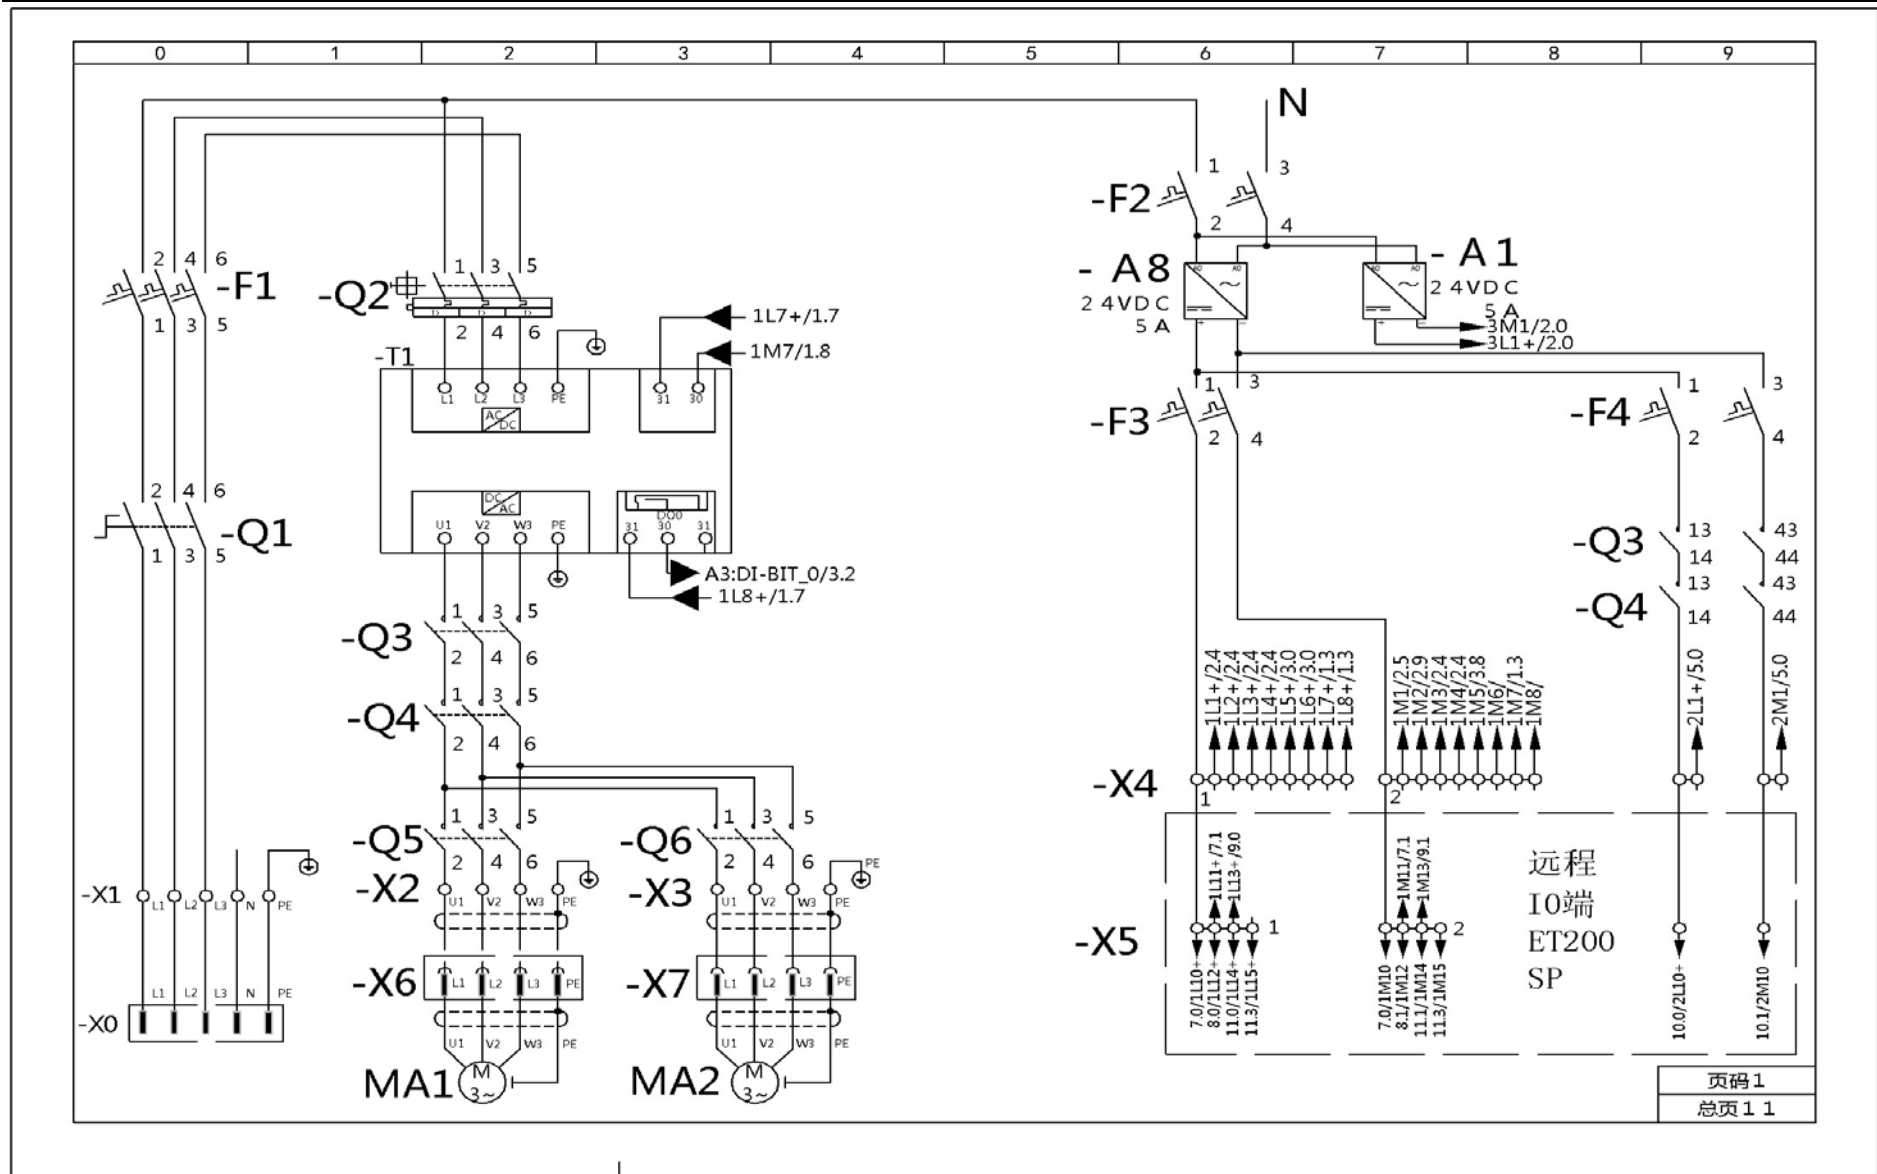 0 1 2 3 4 5 6 7 8 9
N
1 3
-F2
2 4
2 4 6
-F1
1 3 5
1 3 5
-Q2
2 4 6
1L7+/1.7
1M7/1.8
-T1
L1 L2 L3 PE
31 30
AC
DC
DC
AC
U1 V2 W3 PE
DQ0
31 30 31
A3:DI-BIT_0/3.2
1L8+/1.7
2 4 6
-Q1
1 3 5
- A8
24VDC
5A
A0 A0
~
+ −
- A1
24VDC
5A
A0 A0
~
+ −
3M1/2.0
3L1+/2.0
1 3
-F3
2 4
1 3
-F4
2 4
13 43
-Q3
14 44
13 43
-Q4
14 44
1 3 5
-Q3
2 4 6
1 3 5
-Q4
2 4 6
1 3 5
-Q5
2 4 6
1 3 5
-Q6
2 4 6
-X2
U1 V2 W3 PE
-X3
U1 V2 W3 PE
PE
-X6
L1 L2 L3 PE
-X7
L1 L2 L3 PE
U1 V2 W3 PE
U1 V2 W3 PE
MA1
M
3~
MA2
M
3~
-X1
L1 L2 L3 N PE
L1 L2 L3 N PE
-X0
1L1+/2.4
1L2+/2.4
1L3+/2.4
1L4+/2.4
1L5+/3.0
1L6+/3.0
1L7+/1.3
1L8+/1.3
1M1/2.5
1M2/2.9
1M3/2.4
1M4/2.4
1M5/3.8
1M6/
1M7/1.3
1M8/
2L1+/5.0
2M1/5.0
-X4
1 2
1L11+/7.1
1L13+/9.0
1M11/7.1
1M13/9.1
-X5
1 2
7.0/1L10+
8.0/1L12+
11.0/1L14+
11.3/1L15+
7.0/1M10
8.1/1M12
11.1/1M14
11.3/1M15
10.0/2L10+
10.1/2M10
远程
IO端
ET200
SP
页码1
总页11